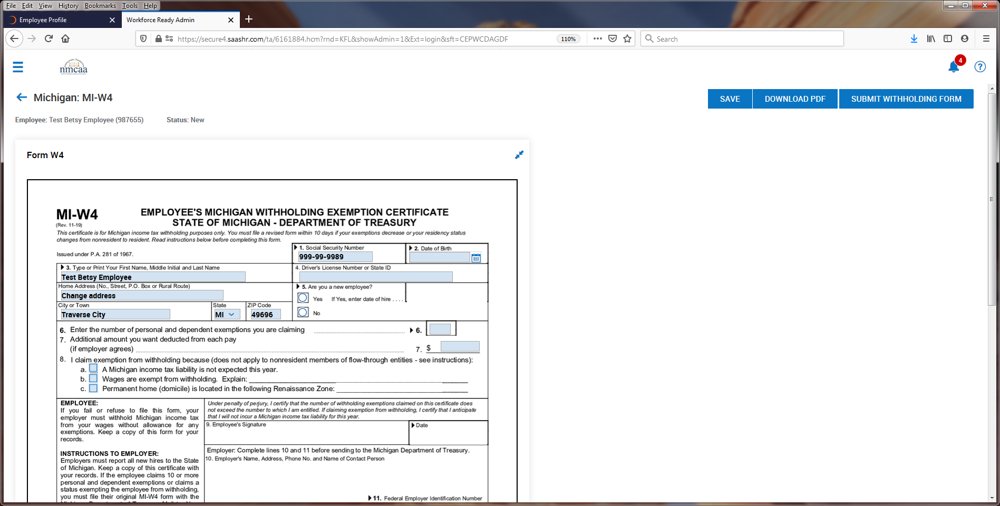 File Edit View History Bookmarks Tools Help
Employee Profile
Workforce Ready Admin
https://secure4.saashr.com/ta/6161884.hcm?rnd=KFL&showAdmin=1&Ext=login&sft=CEPWCDAGDF
110%
Search
nmcaa
4
Michigan: MI-W4
SAVE
DOWNLOAD PDF
SUBMIT WITHHOLDING FORM
Employee: Test Betsy Employee (987655)
Status: New
Form W4
MI-W4
(Rev. 11-19)
EMPLOYEE'S MICHIGAN WITHHOLDING EXEMPTION CERTIFICATE
STATE OF MICHIGAN - DEPARTMENT OF TREASURY
This certificate is for Michigan income tax withholding purposes only. You must file a revised form within 10 days if your exemptions decrease or your residency status
changes from nonresident to resident. Read instructions below before completing this form.
Issued under P.A. 281 of 1967.
1. Social Security Number
999-99-9989
2. Date of Birth
3. Type or Print Your First Name, Middle Initial and Last Name
Test Betsy Employee
4. Driver's License Number or State ID
Home Address (No., Street, P.O. Box or Rural Route)
Change address
5. Are you a new employee?
Yes If Yes, enter date of hire . . . .
No
City or Town
Traverse City
State
MI
ZIP Code
49696
6. Enter the number of personal and dependent exemptions you are claiming 6.
7. Additional amount you want deducted from each pay
(if employer agrees) 7. $
8. I claim exemption from withholding because (does not apply to nonresident members of flow-through entities - see instructions):
a. A Michigan income tax liability is not expected this year.
b. Wages are exempt from withholding. Explain:
c. Permanent home (domicile) is located in the following Renaissance Zone:
EMPLOYEE:
If you fail or refuse to file this form, your
employer must withhold Michigan income tax
from your wages without allowance for any
exemptions. Keep a copy of this form for your
records.
INSTRUCTIONS TO EMPLOYER:
Employers must report all new hires to the State
of Michigan. Keep a copy of this certificate with
your records. If the employee claims 10 or more
personal and dependent exemptions or claims a
status exempting the employee from withholding,
you must file their original MI-W4 form with the
Under penalty of perjury, I certify that the number of withholding exemptions claimed on this certificate does
not exceed the number to which I am entitled. If claiming exemption from withholding, I certify that I anticipate
that I will not incur a Michigan income tax liability for this year.
9. Employee's Signature
Date
Employer: Complete lines 10 and 11 before sending to the Michigan Department of Treasury.
10. Employer's Name, Address, Phone No. and Name of Contact Person
11. Federal Employer Identification Number